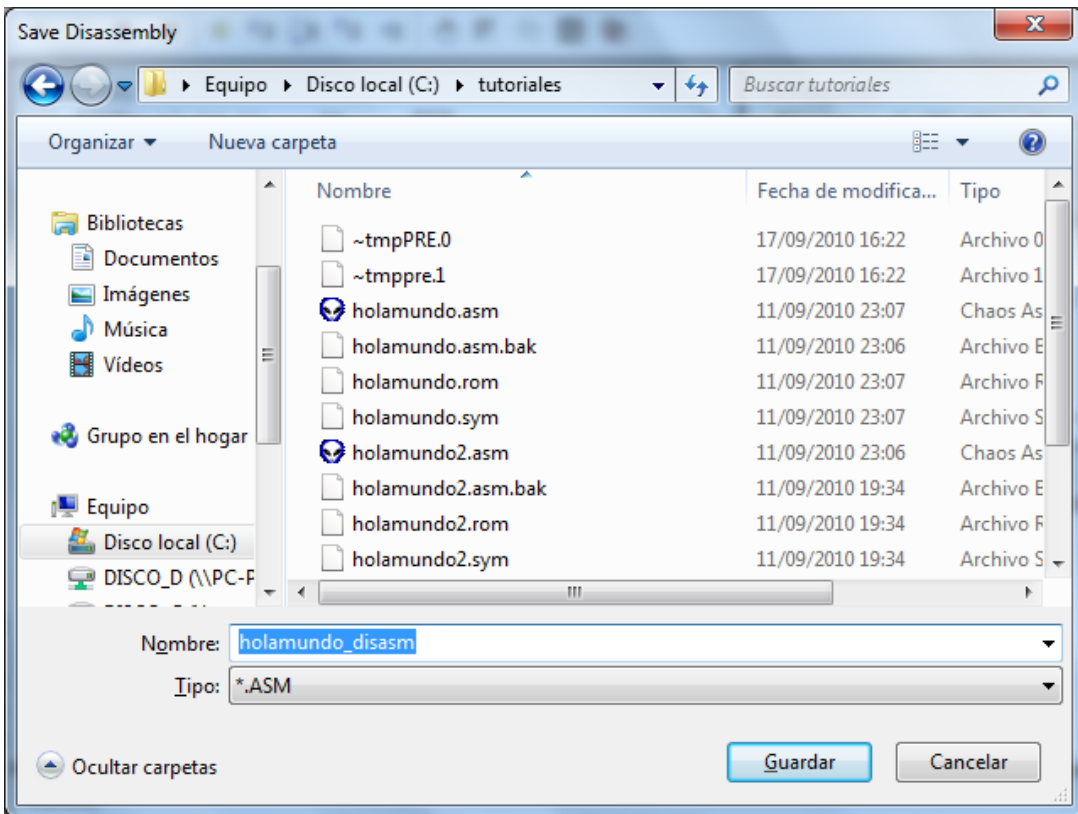 Save Disassembly
Equipo Disco local (C:) tutoriales Buscar tutoriales
Organizar Nueva carpeta
Nombre Fecha de modifica... Tipo
Bibliotecas
Documentos
Imágenes
Música
Vídeos
Grupo en el hogar
Equipo
Disco local (C:)
DISCO_D (\\PC-P
~tmpPRE.0 17/09/2010 16:22 Archivo 0
~tmppre.1 17/09/2010 16:22 Archivo 1
holamundo.asm 11/09/2010 23:07 Chaos As
holamundo.asm.bak 11/09/2010 23:06 Archivo B
holamundo.rom 11/09/2010 23:07 Archivo R
holamundo.sym 11/09/2010 23:07 Archivo S
holamundo2.asm 11/09/2010 23:06 Chaos As
holamundo2.asm.bak 11/09/2010 19:34 Archivo B
holamundo2.rom 11/09/2010 19:34 Archivo R
holamundo2.sym 11/09/2010 19:34 Archivo S
Nombre: holamundo_disasm
Tipo: *.ASM
Ocultar carpetas
Guardar Cancelar